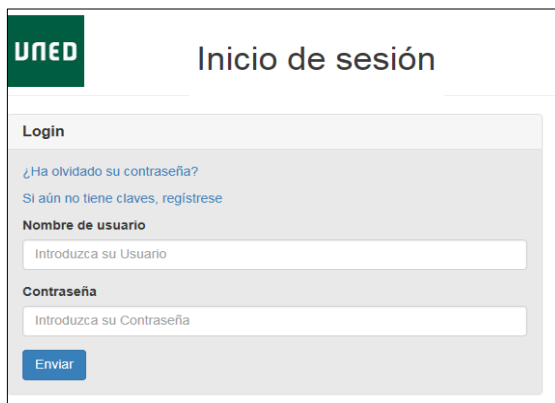 UNED
Inicio de sesión
Login
¿Ha olvidado su contraseña?
Si aún no tiene claves, regístrese
Nombre de usuario
Introduzca su Usuario
Contraseña
Introduzca su Contraseña
Enviar